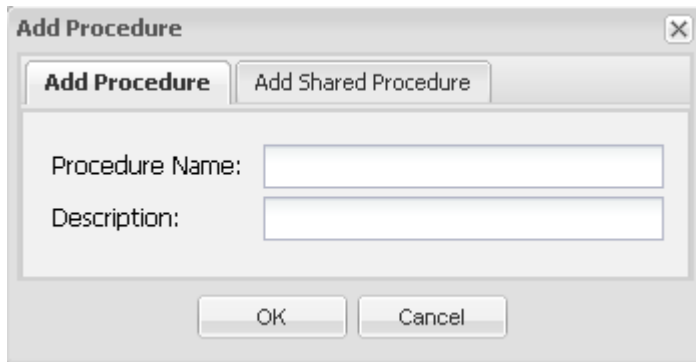 Add Procedure
Add Procedure Add Shared Procedure
Procedure Name:
Description:
OK Cancel